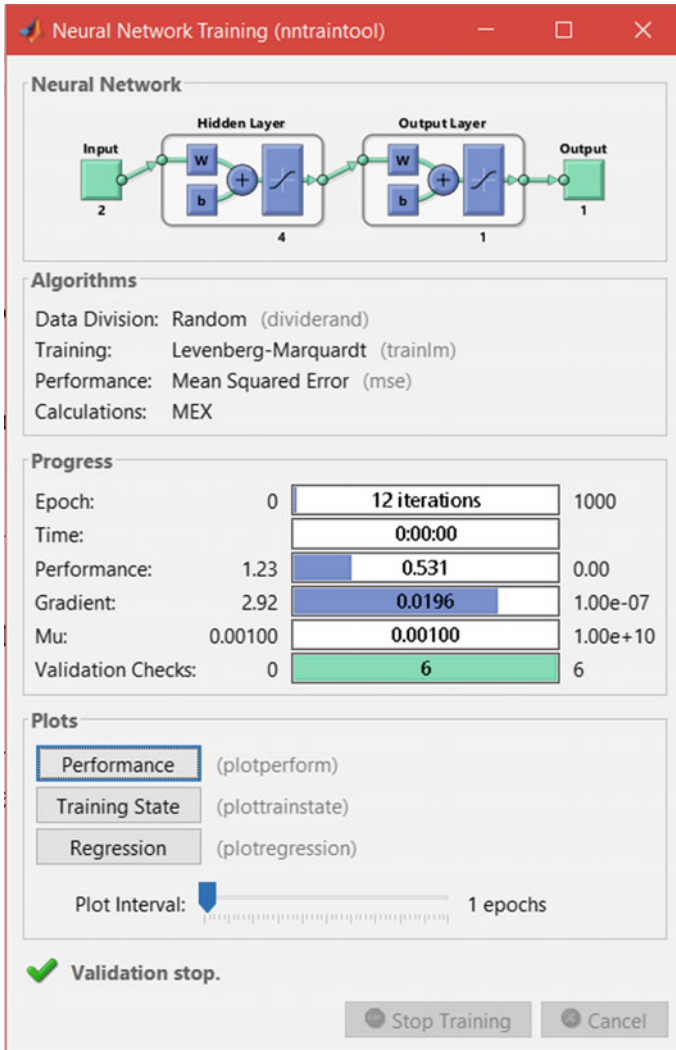 Neural Network Training (nntraintool)
Neural Network
Hidden Layer Output Layer
Input Output
W W
b b
2 1
4 1
Algorithms
Data Division: Random (dividerand)
Training: Levenberg-Marquardt (trainlm)
Performance: Mean Squared Error (mse)
Calculations: MEX
Progress
Epoch: 0 12 iterations 1000
Time: 0:00:00
Performance: 1.23 0.531 0.00
Gradient: 2.92 0.0196 1.00e-07
Mu: 0.00100 0.00100 1.00e+10
Validation Checks: 0 6 6
Plots
Performance (plotperform)
Training State (plottrainstate)
Regression (plotregression)
Plot Interval: 1 epochs
Validation stop.
Stop Training Cancel